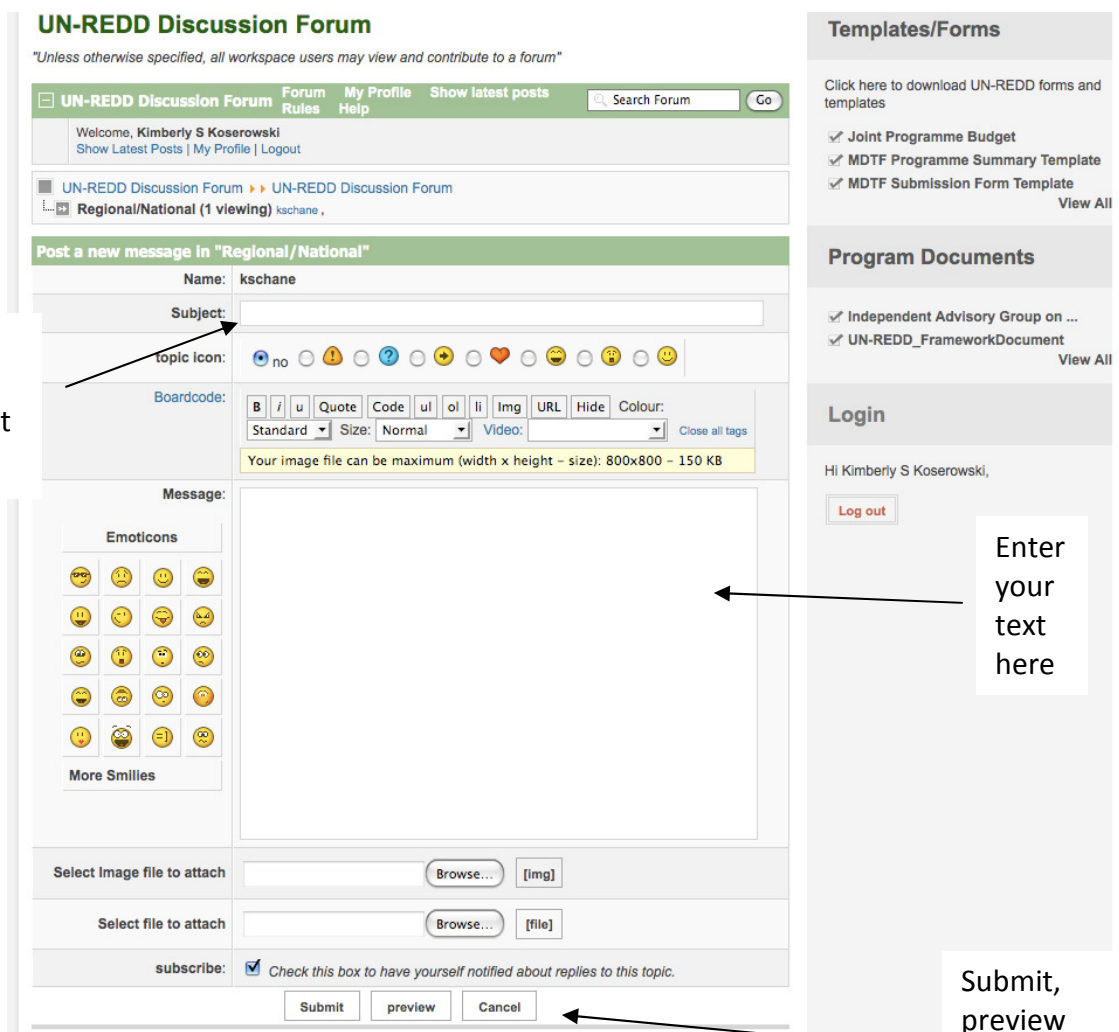 UN-REDD Discussion Forum
"Unless otherwise specified, all workspace users may view and contribute to a forum"
UN-REDD Discussion Forum Forum Rules My Profile Help Show latest posts Search Forum Go
Welcome, Kimberly S Koserowski
Show Latest Posts | My Profile | Logout
UN-REDD Discussion Forum UN-REDD Discussion Forum
Regional/National (1 viewing) kschane ,
Post a new message in "Regional/National"
Name: kschane
Subject:
topic icon: no
t
Boardcode:
B i u Quote Code ul ol li Img URL Hide Colour:
Standard Size: Normal Video: Close all tags
Your image file can be maximum (width x height – size): 800x800 – 150 KB
Message:
Emoticons
More Smilies
Select Image file to attach Browse... [img]
Select file to attach Browse... [file]
subscribe: Check this box to have yourself notified about replies to this topic.
Submit preview Cancel
Templates/Forms
Click here to download UN-REDD forms and
templates
Joint Programme Budget
MDTF Programme Summary Template
MDTF Submission Form Template
View All
Program Documents
Independent Advisory Group on ...
UN-REDD_FrameworkDocument
View All
Login
Hi Kimberly S Koserowski,
Log out
Enter
your
text
here
Submit,
preview